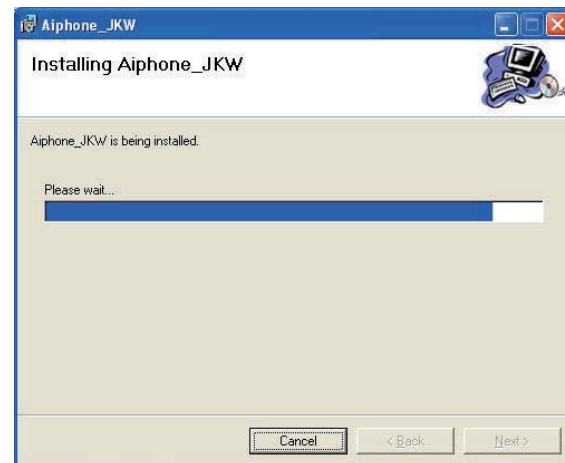 Aiphone_JKW
Installing Aiphone_JKW
Aiphone_JKW is being installed.
Please wait...
Cancel
< Back
Next >